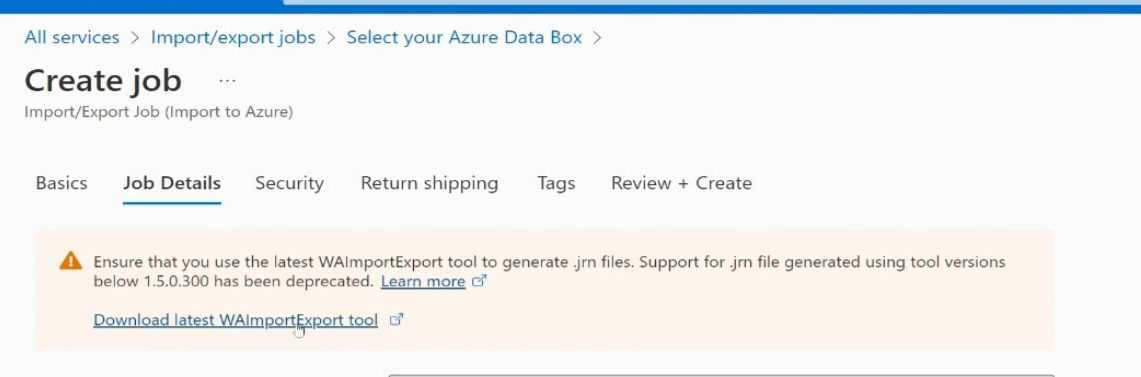 All services > Import/export jobs > Select your Azure Data Box >
Create job ...
Import/Export Job (Import to Azure)
Basics Job Details Security Return shipping Tags Review + Create
Ensure that you use the latest WAImportExport tool to generate .jrn files. Support for .jrn file generated using tool versions
below 1.5.0.300 has been deprecated. Learn more
Download latest WAImportExport tool